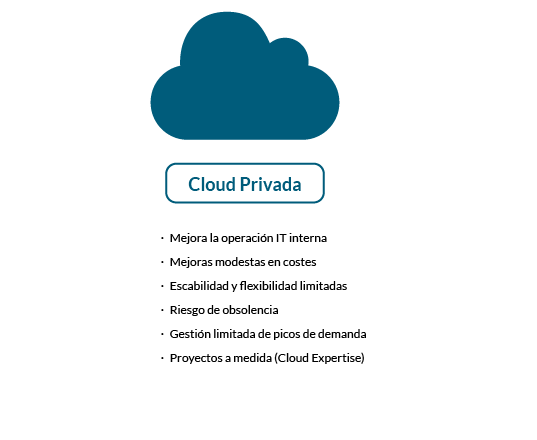 Cloud Privada
· Mejora la operación IT interna
· Mejoras modestas en costes
· Escabilidad y flexibilidad limitadas
· Riesgo de obsolencia
· Gestión limitada de picos de demanda
· Proyectos a medida (Cloud Expertise)